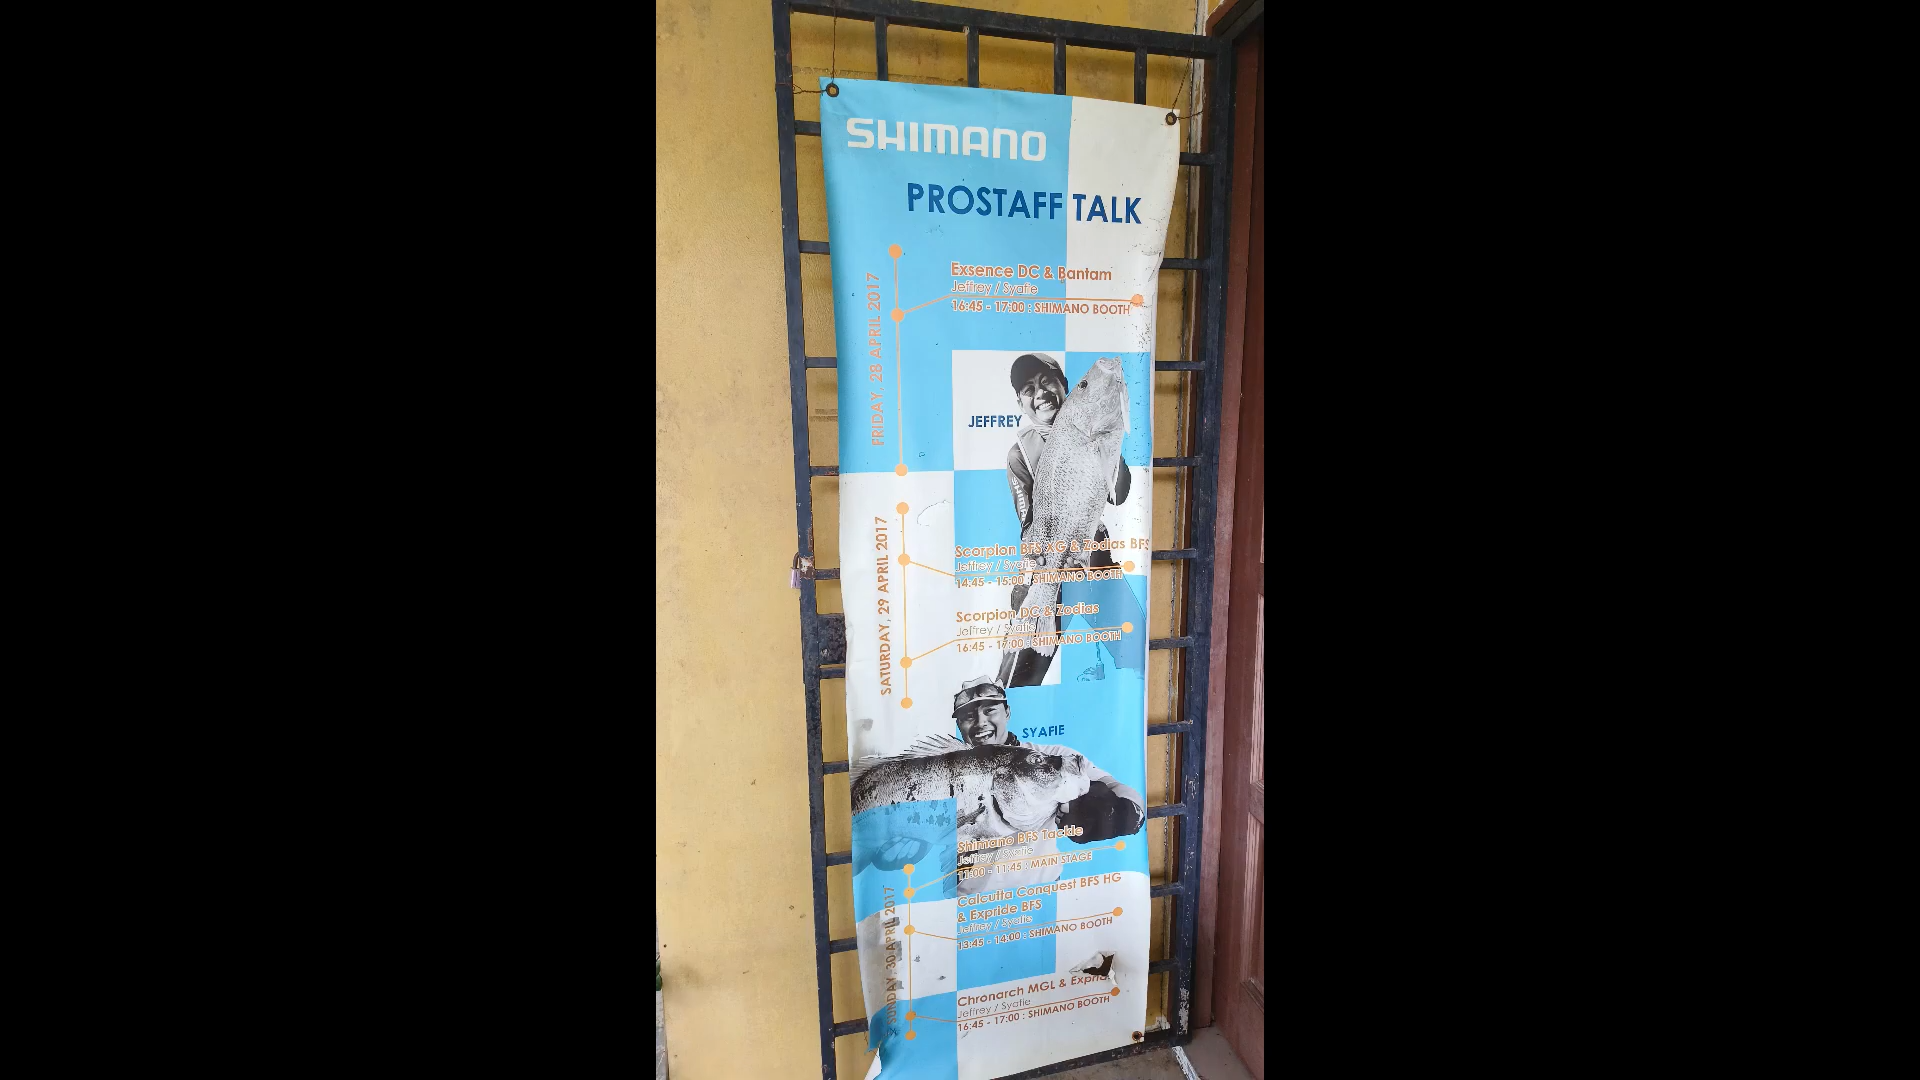 SHIMANO
PROSTAFF TALK
FRIDAY, 28 APRIL 2017
Exsence DC & Bantam
Jeffrey / Syafie
16:45 - 17:00 : SHIMANO BOOTH
JEFFREY
SHIMANO
SATURDAY, 29 APRIL 2017
Scorpion BFS XG & Zodias BFS
Jeffrey / Syafie
14:45 - 15:00 : SHIMANO BOOTH
Scorpion DC & Zodias
Jeffrey / Syafie
16:45 - 17:00 : SHIMANO BOOTH
SYAFIE
SUNDAY, 30 APRIL 2017
Shimano BFS Tackle
Jeffrey / Syafie
11:00 - 11:45 : MAIN STAGE
Calcutta Conquest BFS HG
& Expride BFS
Jeffrey / Syafie
13:45 - 14:00 : SHIMANO BOOTH
Chronarch MGL &
Jeffrey / Syafie
16:45 - 17:00 : SHIMANO BOOTH